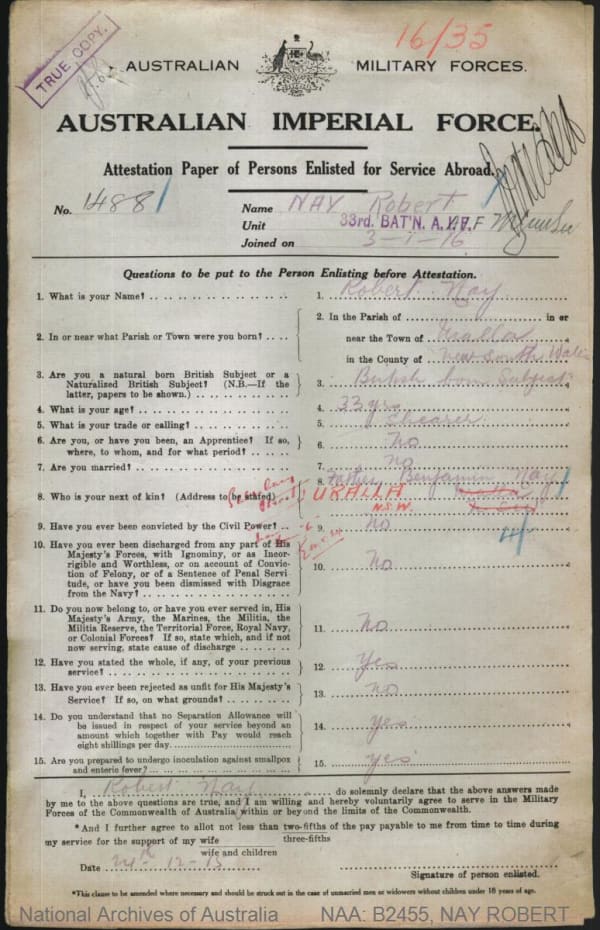 16/35
TRUE COPY.
AUSTRALIAN MILITARY FORCES.
AUSTRALIAN IMPERIAL FORCE.
Attestation Paper of Persons Enlisted for Service Abroad.
No. 1488 Name NAY Robert
Unit 33rd. BAT'N. A.I.F.
Joined on 3-1-16
Questions to be put to the Person Enlisting before Attestation.
1. What is your Name? 1. Robert Nay
2. In or near what Parish or Town were you born? 2. In the Parish of in or
near the Town of Uralla
in the County of New South Wales
3. Are you a natural born British Subject or a
Naturalized British Subject? (N.B.—If the
latter, papers to be shown.) 3. British born Subject
4. What is your age? 4. 33 yrs
5. What is your trade or calling? 5. Shearer
6. Are you, or have you been, an Apprentice? If so,
where, to whom, and for what period? 6. No
7. Are you married? 7. No
8. Who is your next of kin? (Address to be stated) 8. Father Benjamin Nay
URALLA
N.S.W.
9. Have you ever been convicted by the Civil Power? 9. No
10. Have you ever been discharged from any part of His
Majesty's Forces, with Ignominy, or as Incor-
rigible and Worthless, or on account of Convic-
tion of Felony, or of a Sentence of Penal Servi-
tude, or have you been dismissed with Disgrace
from the Navy? 10. No
11. Do you now belong to, or have you ever served in, His
Majesty's Army, the Marines, the Militia, the
Militia Reserve, the Territorial Force, Royal Navy,
or Colonial Forces? If so, state which, and if not
now serving, state cause of discharge 11. No
12. Have you stated the whole, if any, of your previous
service? 12. Yes
13. Have you ever been rejected as unfit for His Majesty's
Service? If so, on what grounds? 13. No
14. Do you understand that no Separation Allowance will
be issued in respect of your service beyond an
amount which together with Pay would reach
eight shillings per day. 14. yes
15. Are you prepared to undergo inoculation against smallpox
and enteric fever? 15. yes
I, Robert Nay do solemnly declare that the above answers made
by me to the above questions are true, and I am willing and hereby voluntarily agree to serve in the Military
Forces of the Commonwealth of Australia within or beyond the limits of the Commonwealth.
*And I further agree to allot not less than two-fifths of the pay payable to me from time to time during
three-fifths
my service for the support of my wife
wife and children
Date 24th 12-15
Signature of person enlisted.
*This clause to be amended where necessary and should be struck out in the case of unmarried men or widowers without children under 18 years of age.
National Archives of Australia NAA: B2455, NAY ROBERT